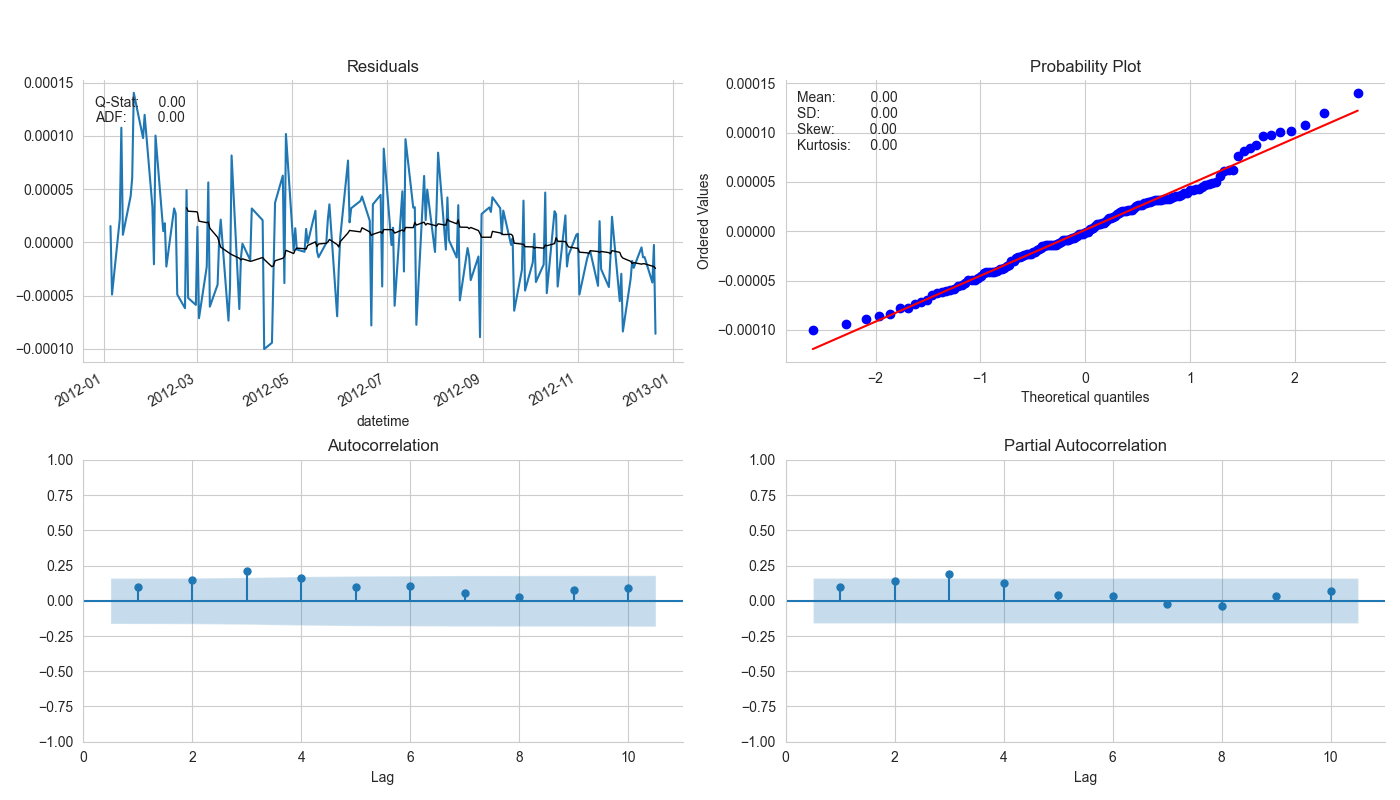 Residuals
0.00015
0.00010
0.00005
0.00000
−0.00005
−0.00010
Q-Stat: 0.00
ADF: 0.00
2012-01
2012-03
2012-05
2012-07
2012-09
2012-11
2013-01
datetime
Probability Plot
Ordered Values
0.00015
0.00010
0.00005
0.00000
−0.00005
−0.00010
Mean: 0.00
SD: 0.00
Skew: 0.00
Kurtosis: 0.00
−2 −1 0 1 2
Theoretical quantiles
Autocorrelation
1.00
0.75
0.50
0.25
0.00
−0.25
−0.50
−0.75
−1.00
0 2 4 6 8 10
Lag
Partial Autocorrelation
1.00
0.75
0.50
0.25
0.00
−0.25
−0.50
−0.75
−1.00
0 2 4 6 8 10
Lag